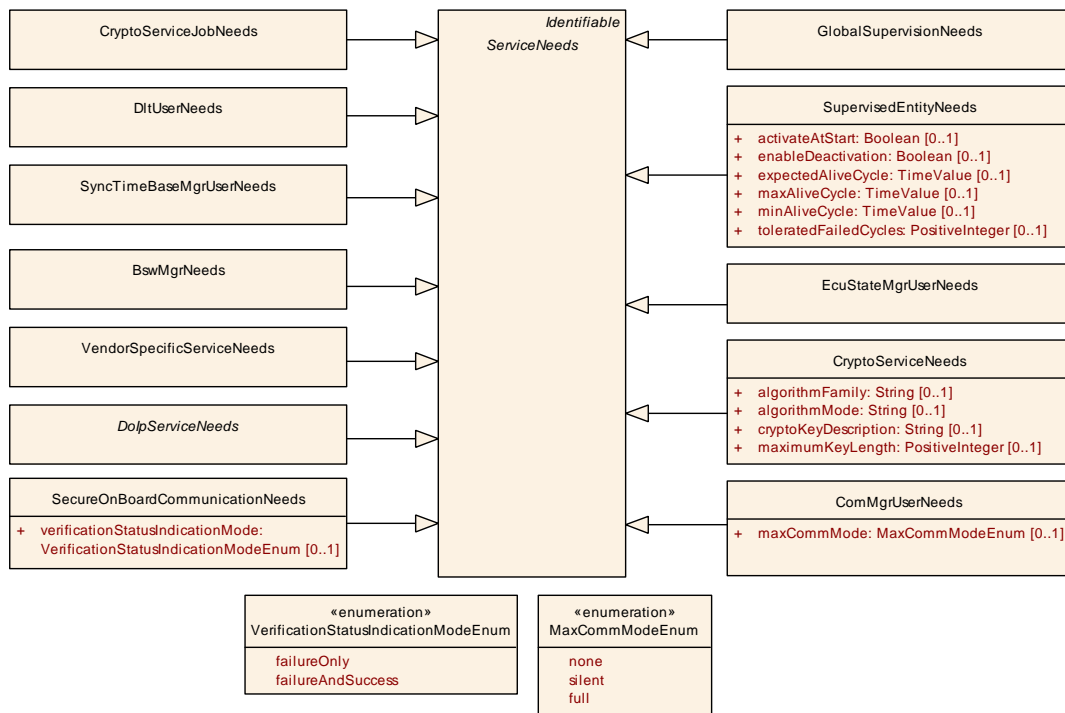 CryptoServiceJobNeeds
DltUserNeeds
SyncTimeBaseMgrUserNeeds
BswMgrNeeds
VendorSpecificServiceNeeds
DoIpServiceNeeds
SecureOnBoardCommunicationNeeds
+ verificationStatusIndicationMode:
VerificationStatusIndicationModeEnum [0..1]
Identifiable
ServiceNeeds
GlobalSupervisionNeeds
SupervisedEntityNeeds
+ activateAtStart: Boolean [0..1]
+ enableDeactivation: Boolean [0..1]
+ expectedAliveCycle: TimeValue [0..1]
+ maxAliveCycle: TimeValue [0..1]
+ minAliveCycle: TimeValue [0..1]
+ toleratedFailedCycles: PositiveInteger [0..1]
EcuStateMgrUserNeeds
CryptoServiceNeeds
+ algorithmFamily: String [0..1]
+ algorithmMode: String [0..1]
+ cryptoKeyDescription: String [0..1]
+ maximumKeyLength: PositiveInteger [0..1]
ComMgrUserNeeds
+ maxCommMode: MaxCommModeEnum [0..1]
«enumeration»
VerificationStatusIndicationModeEnum
failureOnly
failureAndSuccess
«enumeration»
MaxCommModeEnum
none
silent
full